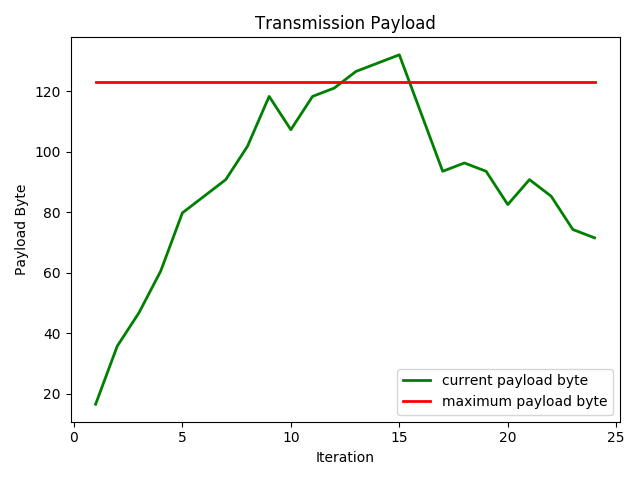 Transmission Payload
Payload Byte
120
100
80
60
40
20
0
5
10
15
20
25
Iteration
current payload byte
maximum payload byte